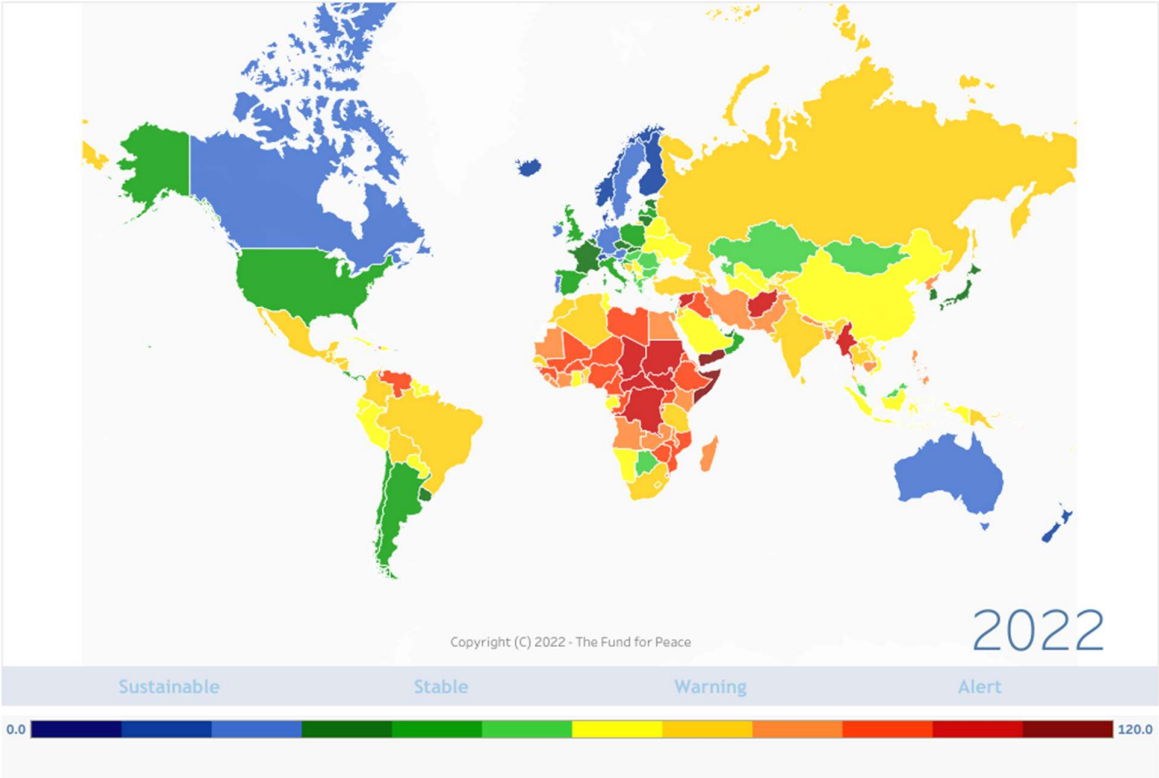 Copyright (C) 2022 - The Fund for Peace
2022
Sustainable Stable Warning Alert
0.0 120.0